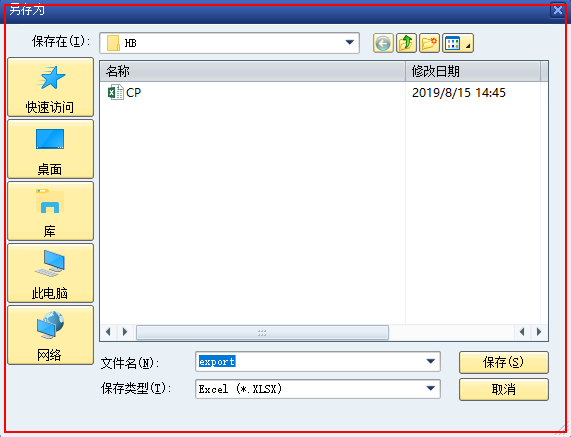 另存为
保存在(I):
HB
快速访问
桌面
库
此电脑
网络
名称
修改日期
CP
2019/8/15 14:45
文件名(N):
export
保存(S)
保存类型(T):
Excel (*.XLSX)
取消